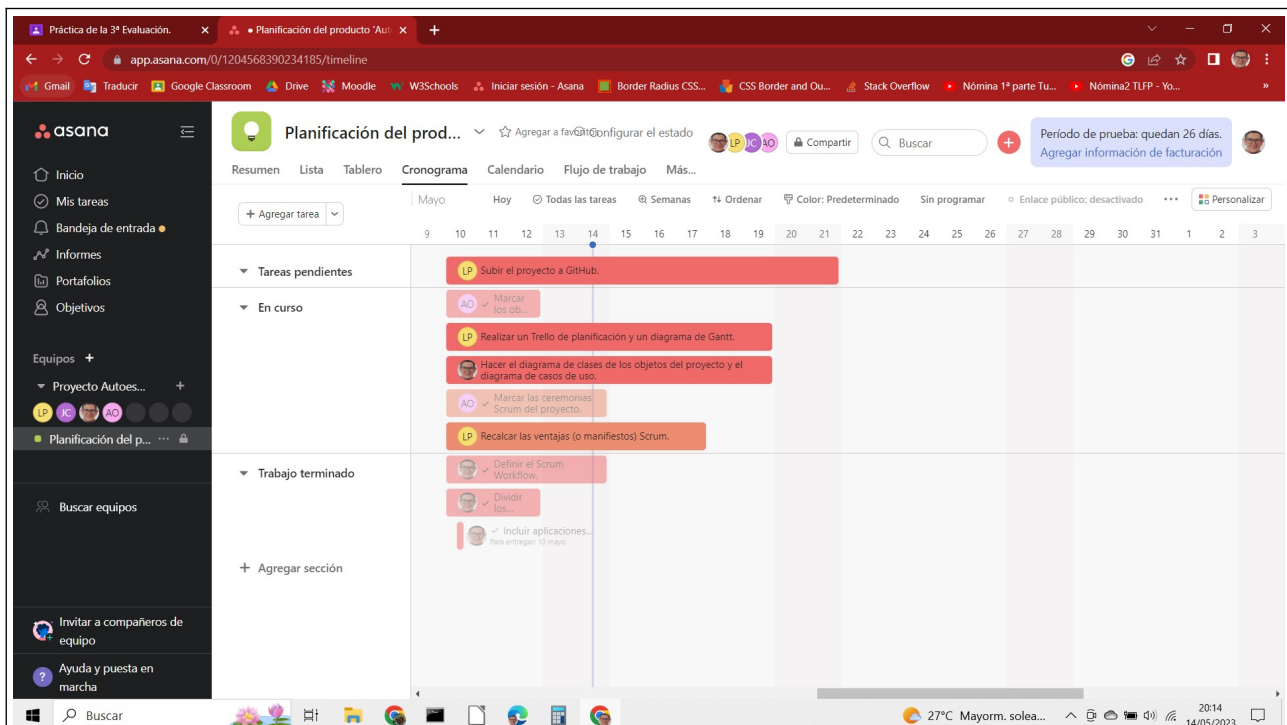 Práctica de la 3ª Evaluación.
• Planificación del producto 'Aut
app.asana.com/0/1204568390234185/timeline
Gmail Traducir Google Classroom Drive Moodle W3Schools Iniciar sesión - Asana Border Radius CSS... CSS Border and Ou... Stack Overflow Nómina 1ª parte Tu... Nómina2 TLFP - Yo... »
asana
Planificación del prod...
Agregar a favoritos
Configurar el estado
LP JC AO
Compartir
Buscar
Período de prueba: quedan 26 días.
Agregar información de facturación
Resumen Lista Tablero Cronograma Calendario Flujo de trabajo Más...
Inicio
Mis tareas
Bandeja de entrada
Informes
Portafolios
Objetivos
Equipos +
Proyecto Autoes... +
LP JC AO
Planificación del p... ···
Buscar equipos
Invitar a compañeros de
equipo
Ayuda y puesta en
marcha
+ Agregar tarea
Mayo Hoy Todas las tareas Semanas Ordenar Color: Predeterminado Sin programar Enlace público: desactivado ··· Personalizar
9 10 11 12 13 14 15 16 17 18 19 20 21 22 23 24 25 26 27 28 29 30 31 1 2 3
Tareas pendientes
LP Subir el proyecto a GitHub.
En curso
AO Marcar
los ob...
LP Realizar un Trello de planificación y un diagrama de Gantt.
Hacer el diagrama de clases de los objetos del proyecto y el
diagrama de casos de uso.
AO Marcar las ceremonias
Scrum del proyecto.
LP Recalcar las ventajas (o manifiestos) Scrum.
Trabajo terminado
Definir el Scrum
Workflow.
Dividir
los...
Incluir aplicaciones...
Para entregar: 10 mayo
+ Agregar sección
Buscar
27°C Mayorm. solea...
20:14
14/05/2023